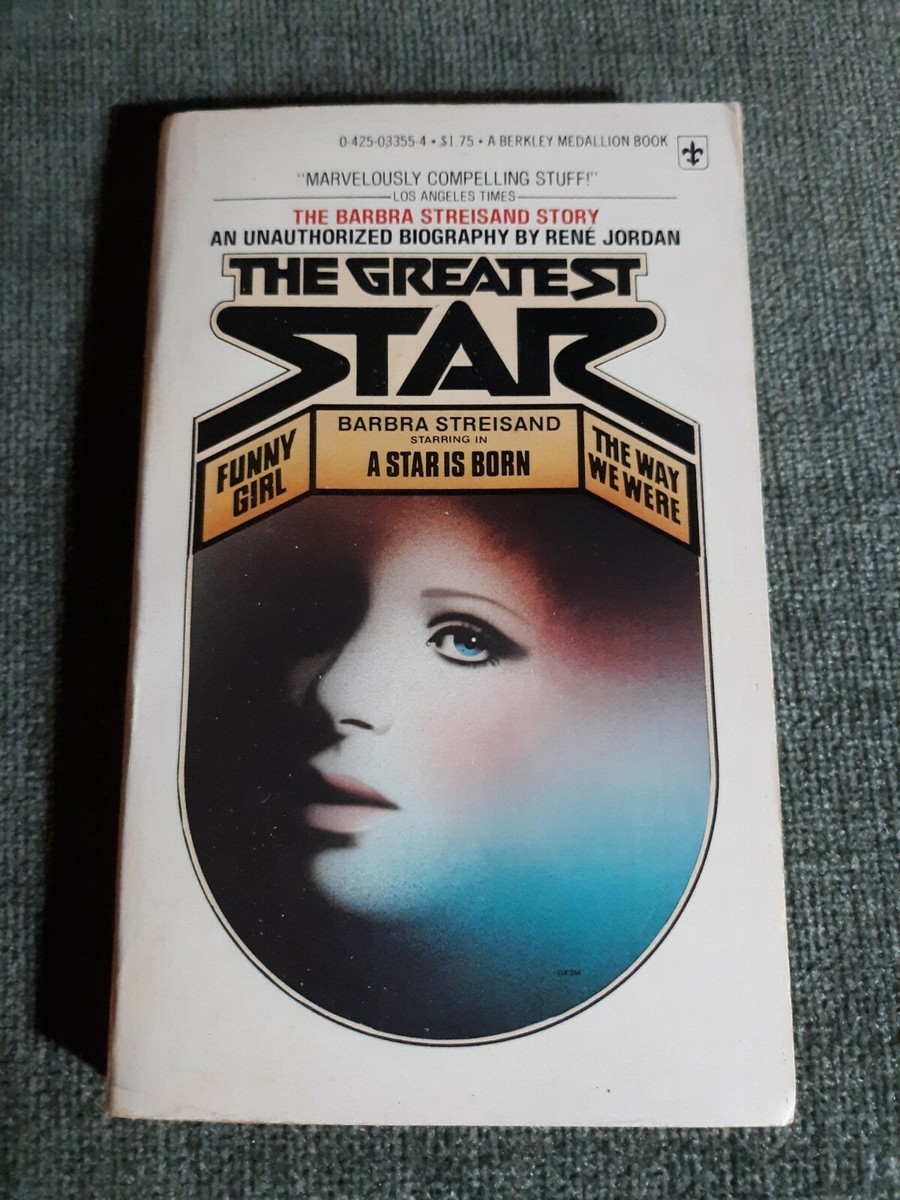 0-425-03355-4 • $1.75 • A BERKLEY MEDALLION BOOK
"MARVELOUSLY COMPELLING STUFF!"
LOS ANGELES TIMES
THE BARBRA STREISAND STORY
AN UNAUTHORIZED BIOGRAPHY BY RENÉ JORDAN
THE GREATEST
STAR
FUNNY
GIRL
BARBRA STREISAND
STARRING IN
A STAR IS BORN
THE WAY
WE WERE